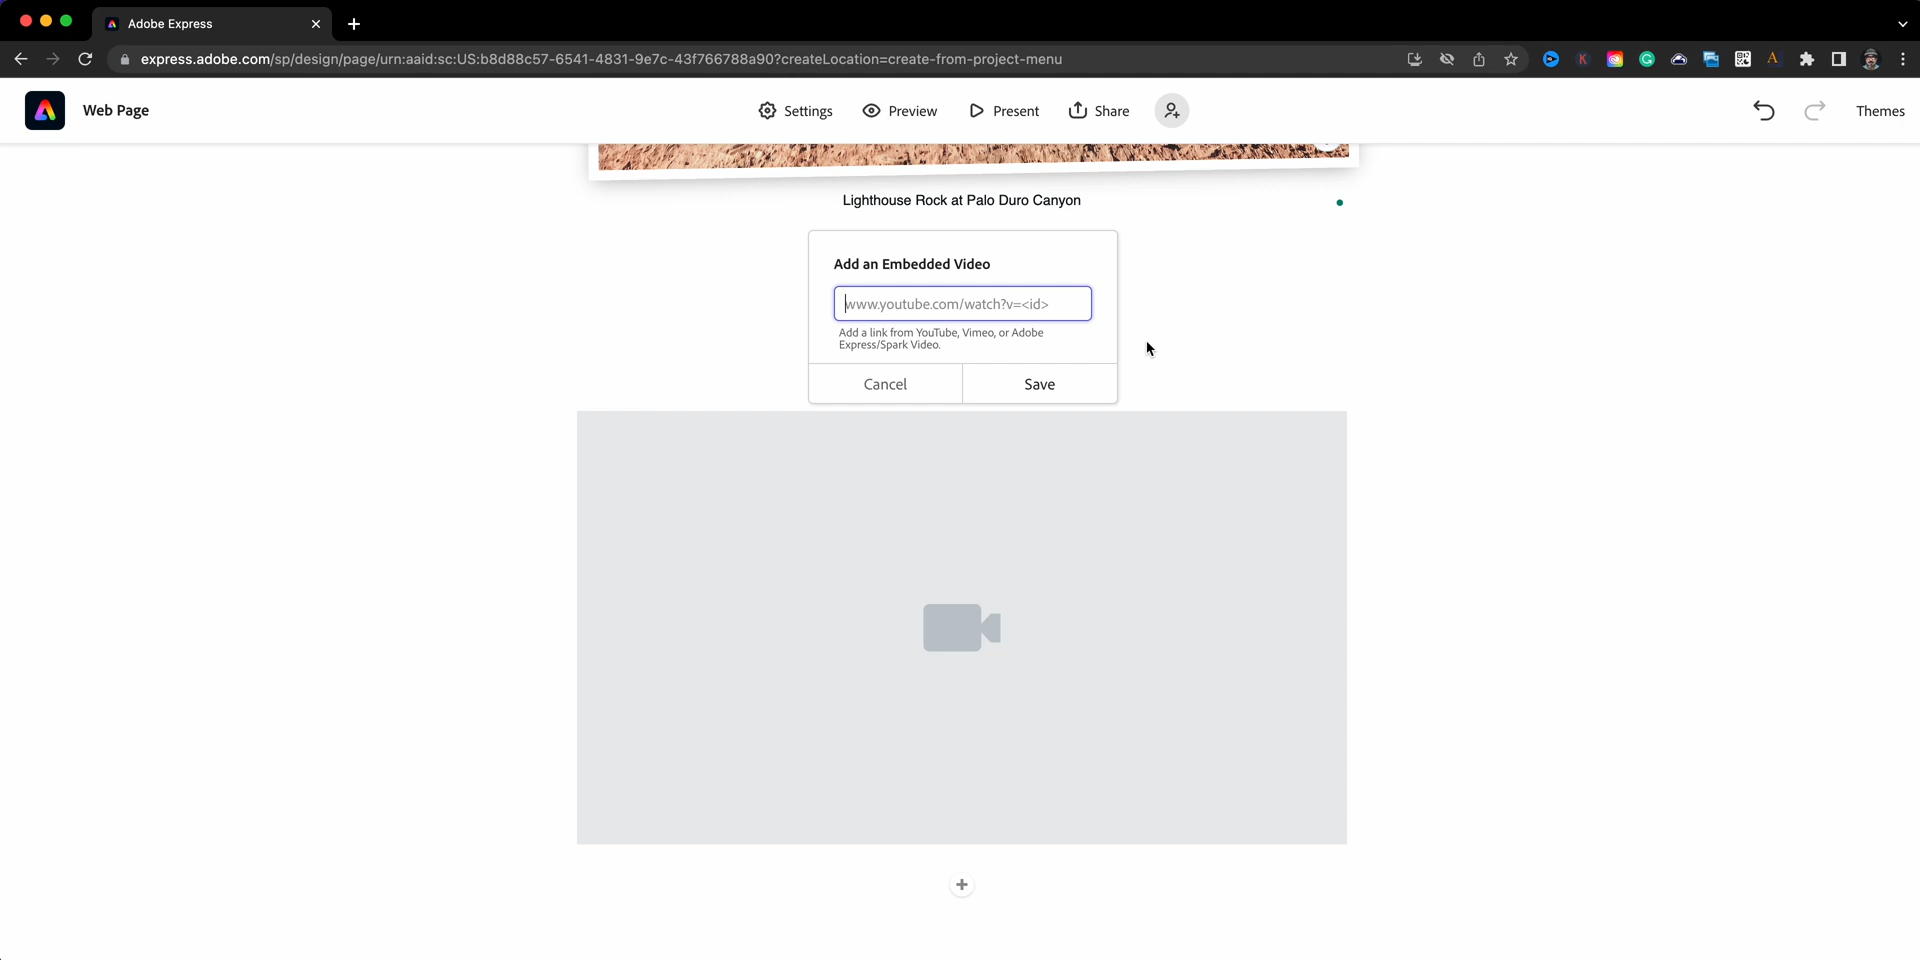 Adobe Express
express.adobe.com/sp/design/page/urn:aaid:sc:US:b8d88c57-6541-4831-9e7c-43f766788a90?createLocation=create-from-project-menu
Web Page
Settings
Preview
Present
Share
Themes
Lighthouse Rock at Palo Duro Canyon
Add an Embedded Video
www.youtube.com/watch?v=<id>
Add a link from YouTube, Vimeo, or Adobe
Express/Spark Video.
Cancel
Save